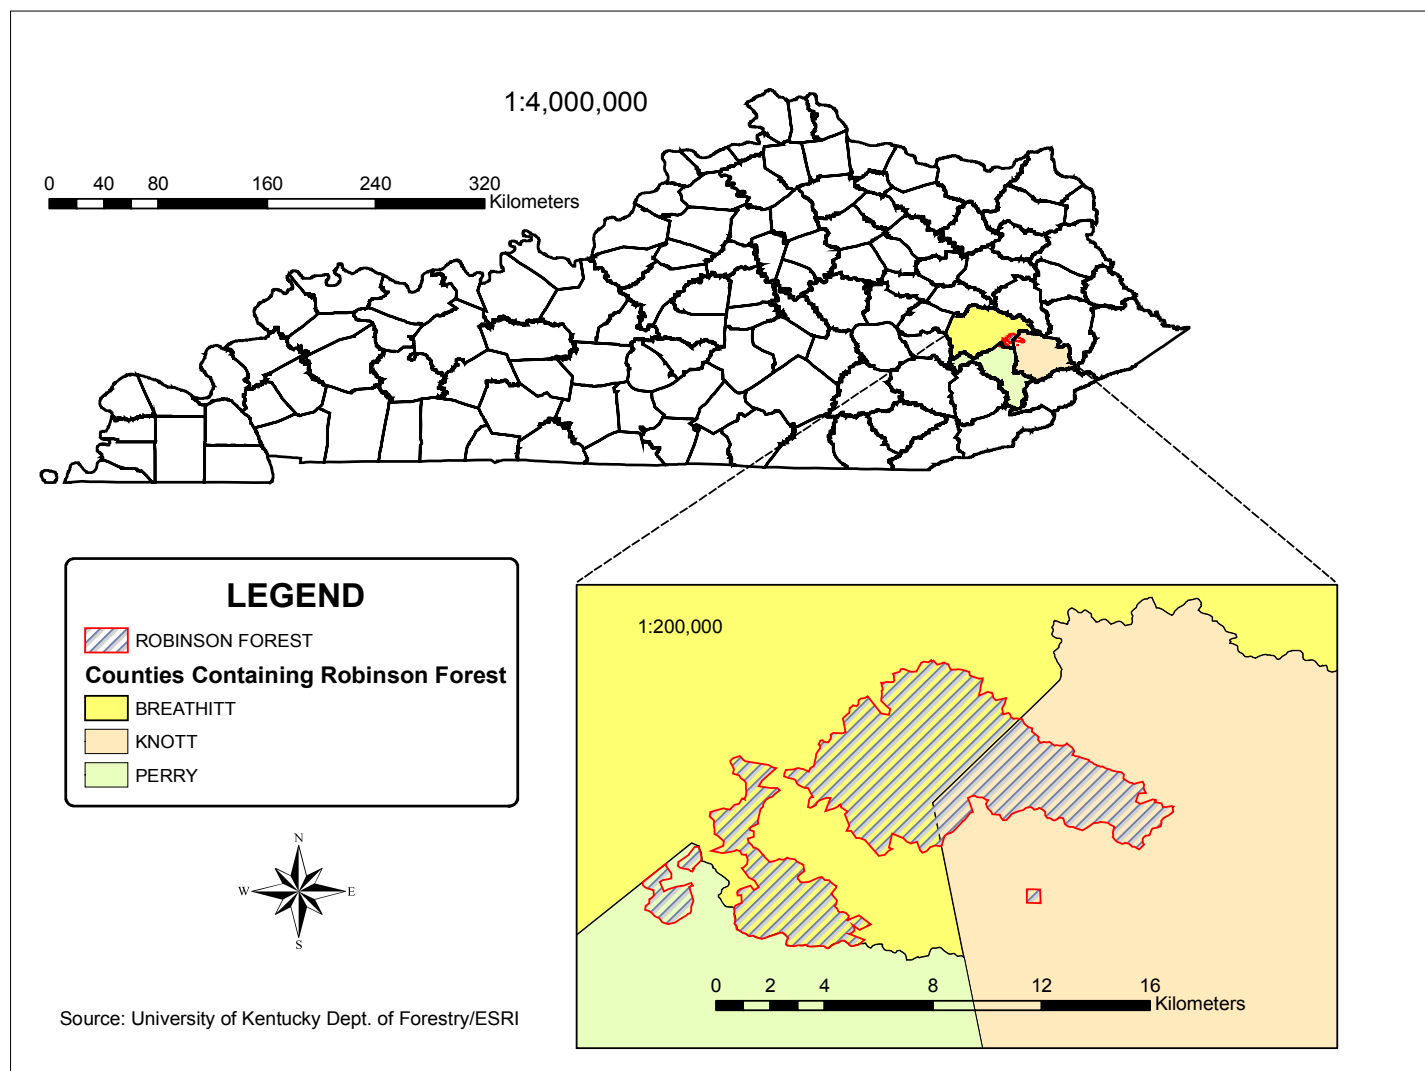 1:4,000,000
0 40 80 160 240 320
Kilometers
LEGEND
ROBINSON FOREST
Counties Containing Robinson Forest
BREATHITT
KNOTT
PERRY
N
W E
S
Source: University of Kentucky Dept. of Forestry/ESRI
1:200,000
0 2 4 8 12 16
Kilometers